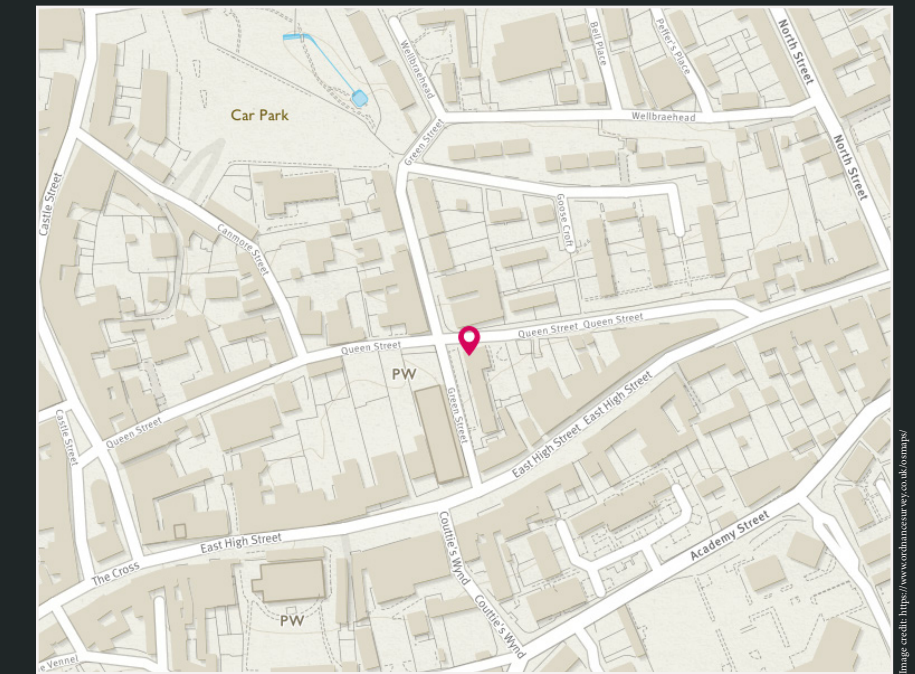 Bell Place
Peffer's Place
North Street
Wellbraehead
Car Park
Wellbraehead
Green Street
North Street
Castle Street
Goose Croft
Canmore Street
Queen Street Queen Street
Queen Street
PW
Green Street
East High Street East High Street
Castle Street
Queen Street
Couttie's Wynd
Academy Street
East High Street
The Cross
PW
Couttie's Wynd
e Vennel
Image credit: https://www.ordnancesurvey.co.uk/osmaps/